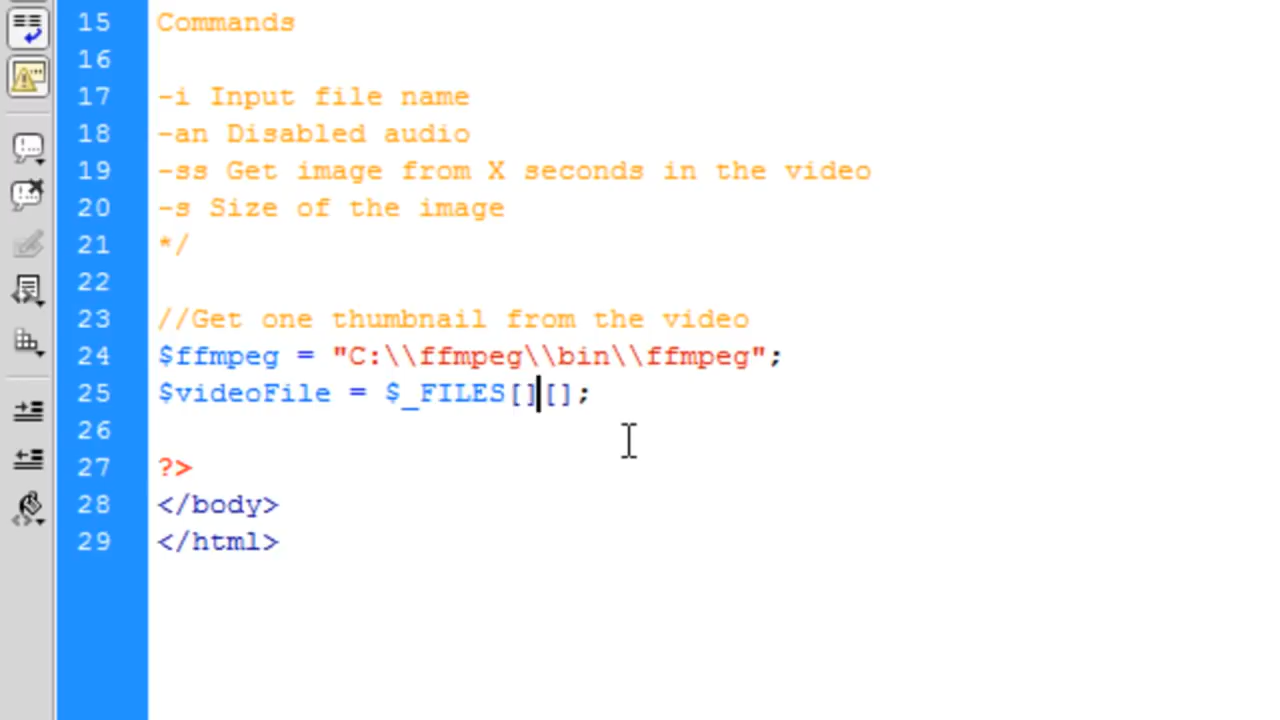 15 Commands
16
17 -i Input file name
18 -an Disabled audio
19 -ss Get image from X seconds in the video
20 -s Size of the image
21 */
22
23 //Get one thumbnail from the video
24 $ffmpeg = "C:\\ffmpeg\\bin\\ffmpeg";
25 $videoFile = $_FILES[][];
26
27 ?>
28 </body>
29 </html>